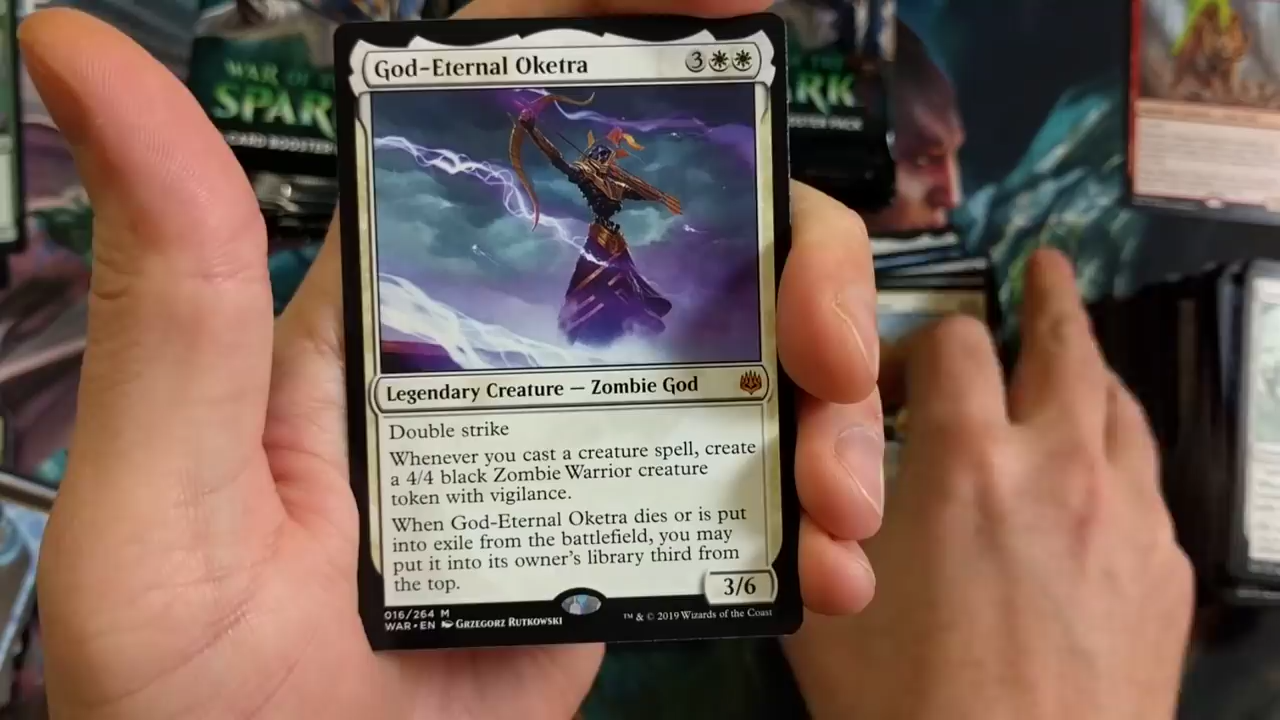 WAR OF
SPAR
CARD BOOSTER
ARK
God-Eternal Oketra
3
Legendary Creature — Zombie God
Double strike
Whenever you cast a creature spell, create
a 4/4 black Zombie Warrior creature
token with vigilance.
When God-Eternal Oketra dies or is put
into exile from the battlefield, you may
put it into its owner's library third from
the top.
3/6
016/264 M
WAR • EN Grzegorz Rutkowski
™ & © 2019 Wizards of the Coast